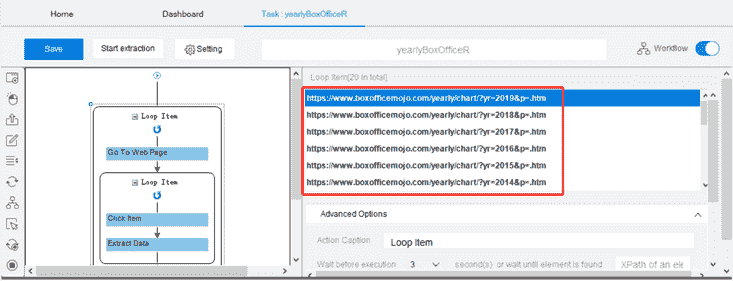 Home Dashboard Task : yearlyBoxOfficeR
Save Start extraction Setting yearlyBoxOfficeR Workflow
Loop Item
Go To Web Page
Loop Item
Click Item
Extract Data
Loop Item(20 in total)
https://www.boxofficemojo.com/yearly/chart/?yr=2019&p=.htm
https://www.boxofficemojo.com/yearly/chart/?yr=2018&p=.htm
https://www.boxofficemojo.com/yearly/chart/?yr=2017&p=.htm
https://www.boxofficemojo.com/yearly/chart/?yr=2016&p=.htm
https://www.boxofficemojo.com/yearly/chart/?yr=2015&p=.htm
https://www.boxofficemojo.com/yearly/chart/?yr=2014&p=.htm
Advanced Options
Action Caption Loop Item
Wait before execution 3 second(s) or wait until element is found XPath of an ele